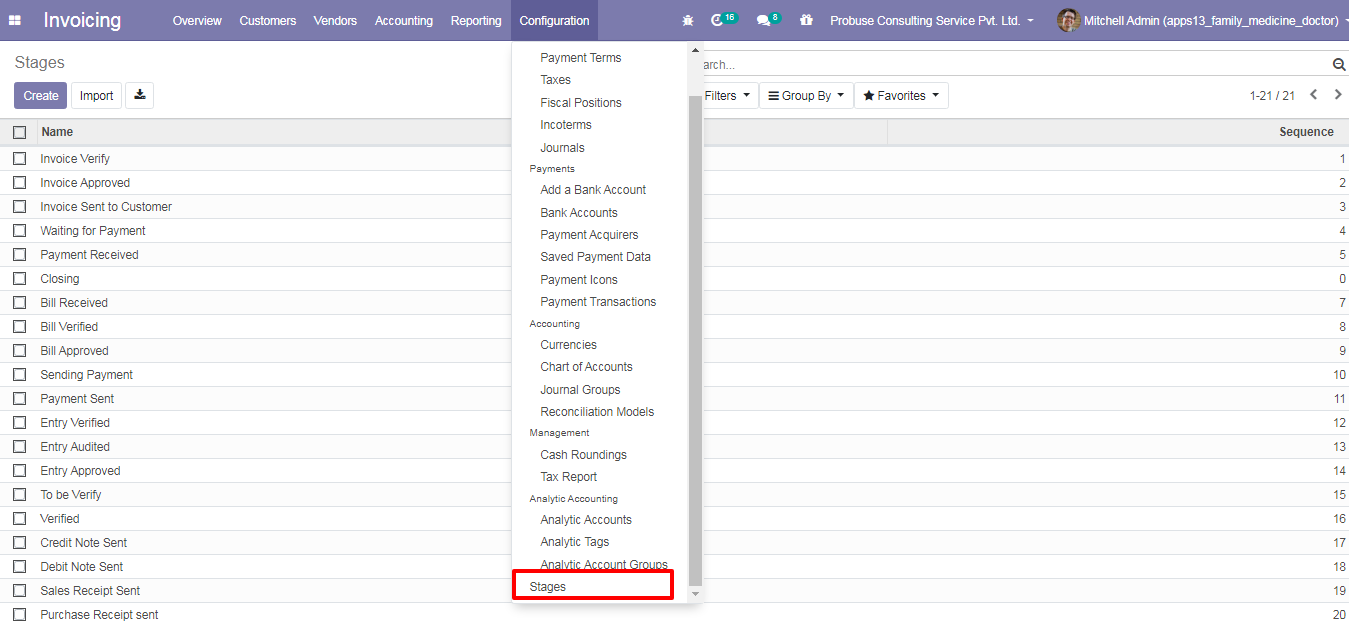 Invoicing Overview Customers Vendors Accounting Reporting Configuration 16 8 Probuse Consulting Service Pvt. Ltd. Mitchell Admin (apps13_family_medicine_doctor)
Stages
arch...
Create Import
Filters Group By Favorites 1-21 / 21
Name Sequence
Invoice Verify 1
Invoice Approved 2
Invoice Sent to Customer 3
Waiting for Payment 4
Payment Received 5
Closing 0
Bill Received 7
Bill Verified 8
Bill Approved 9
Sending Payment 10
Payment Sent 11
Entry Verified 12
Entry Audited 13
Entry Approved 14
To be Verify 15
Verified 16
Credit Note Sent 17
Debit Note Sent 18
Sales Receipt Sent 19
Purchase Receipt sent 20
Payment Terms
Taxes
Fiscal Positions
Incoterms
Journals
Payments
Add a Bank Account
Bank Accounts
Payment Acquirers
Saved Payment Data
Payment Icons
Payment Transactions
Accounting
Currencies
Chart of Accounts
Journal Groups
Reconciliation Models
Management
Cash Roundings
Tax Report
Analytic Accounting
Analytic Accounts
Analytic Tags
Analytic Account Groups
Stages